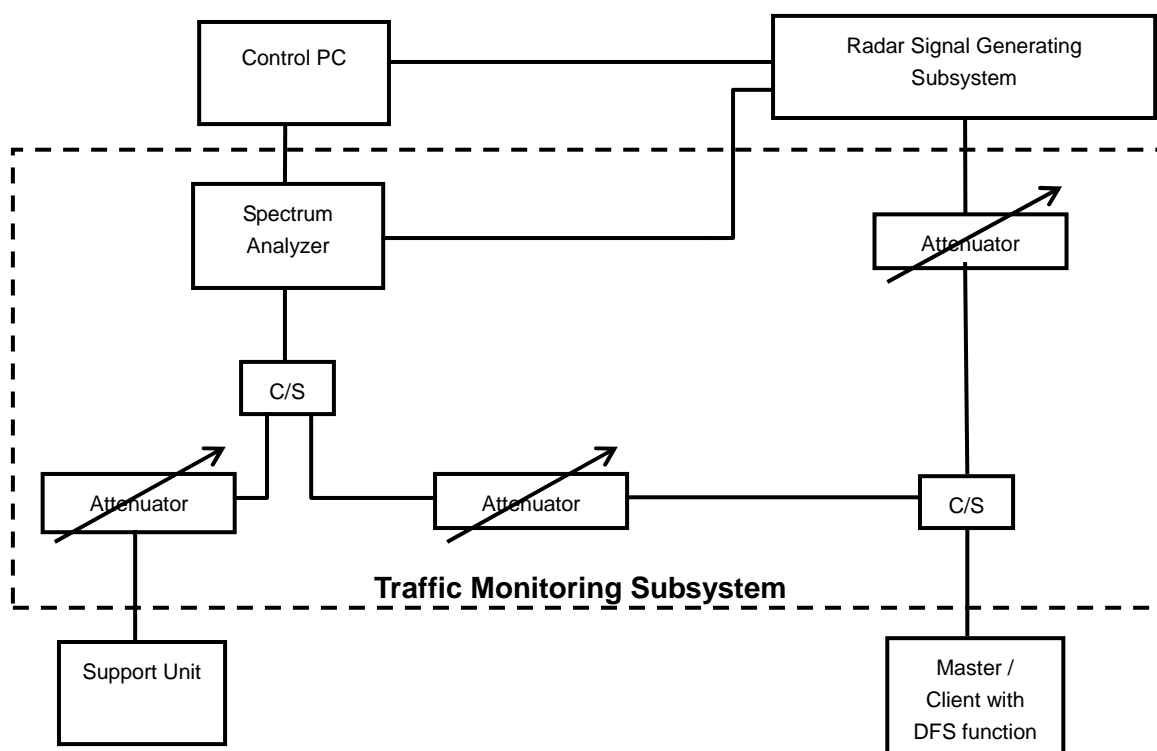 Control PC
Radar Signal Generating
Subsystem
Spectrum
Analyzer
Attenuator
C/S
Attenuator
Attenuator
C/S
Traffic Monitoring Subsystem
Support Unit
Master /
Client with
DFS function